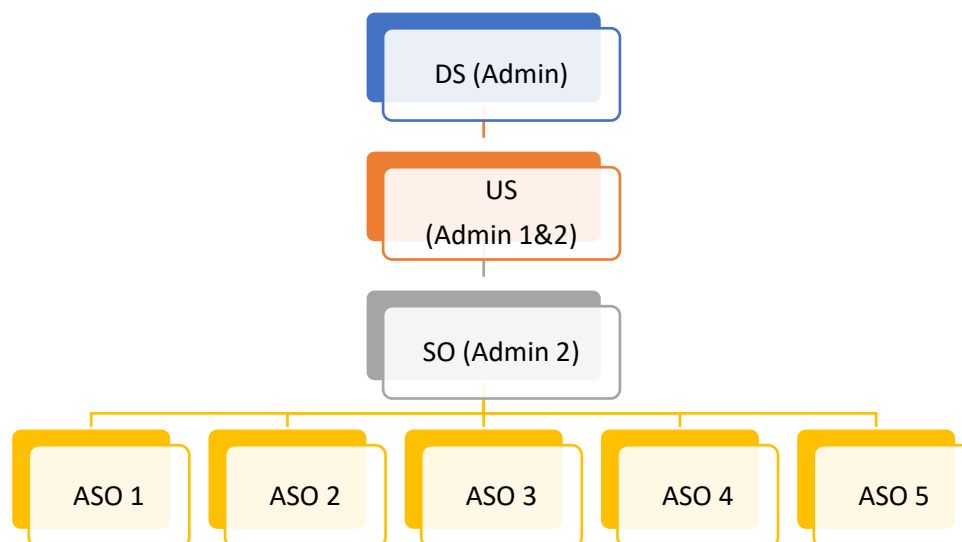 DS (Admin)
US
(Admin 1&2)
SO (Admin 2)
ASO 1
ASO 2
ASO 3
ASO 4
ASO 5